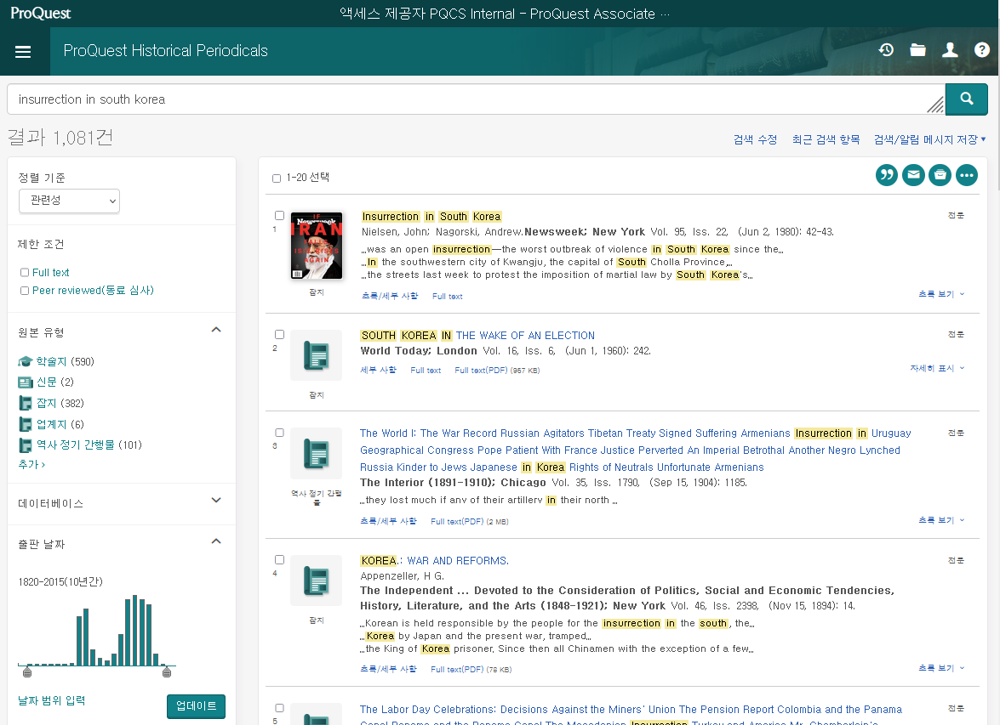 ProQuest
액세스 제공자 PQCS Internal - ProQuest Associate ...
ProQuest Historical Periodicals
insurrection in south korea
결과 1,081건
검색 수정 최근 검색 항목 검색/알림 메시지 저장
정렬 기준
관련성
제한 조건
Full text
Peer reviewed(동료 심사)
원본 유형
학술지 (590)
신문 (2)
잡지 (382)
업계지 (6)
역사 정기 간행물 (101)
추가 ›
데이터베이스
출판 날짜
1820-2015(10년간)
날짜 범위 입력
업데이트
1-20 선택
1
IF
Newsweek
IRAN
FALLS,
ISIS RISES
AGAIN
잡지
Insurrection in South Korea
전문
Nielsen, John; Nagorski, Andrew.Newsweek; New York Vol. 95, Iss. 22, (Jun 2, 1980): 42-43.
...was an open insurrection—the worst outbreak of violence in South Korea since the...
...In the southwestern city of Kwangju, the capital of South Cholla Province,...
...the streets last week to protest the imposition of martial law by South Korea's...
초록/세부 사항 Full text
초록 보기
2
잡지
SOUTH KOREA IN THE WAKE OF AN ELECTION
전문
World Today; London Vol. 16, Iss. 6, (Jun 1, 1960): 242.
세부 사항 Full text Full text(PDF) (957 KB)
자세히 표시
3
역사 정기 간행
물
The World I: The War Record Russian Agitators Tibetan Treaty Signed Suffering Armenians Insurrection in Uruguay
전문
Geographical Congress Pope Patient With France Justice Perverted An Imperial Betrothal Another Negro Lynched
Russia Kinder to Jews Japanese in Korea Rights of Neutrals Unfortunate Armenians
The Interior (1891-1910); Chicago Vol. 35, Iss. 1790, (Sep 15, 1904): 1185.
...they lost much if any of their artillery in their north ...
초록/세부 사항 Full text(PDF) (2 MB)
초록 보기
4
잡지
KOREA.: WAR AND REFORMS.
전문
Appenzeller, H G.
The Independent ... Devoted to the Consideration of Politics, Social and Economic Tendencies,
History, Literature, and the Arts (1848-1921); New York Vol. 46, Iss. 2398, (Nov 15, 1894): 14.
...Korean is held responsible by the people for the insurrection in the south, the...
...Korea by Japan and the present war, tramped...
...the King of Korea prisoner, Since then all Chinamen with the exception of a few...
초록/세부 사항 Full text(PDF) (78 KB)
초록 보기
5
The Labor Day Celebrations: Decisions Against the Miners' Union The Pension Report Colombia and the Panama
전문
Canal Panama and the Panama Canal The Macedonian Insurrection Turkey and America Mr. Chamberlain's